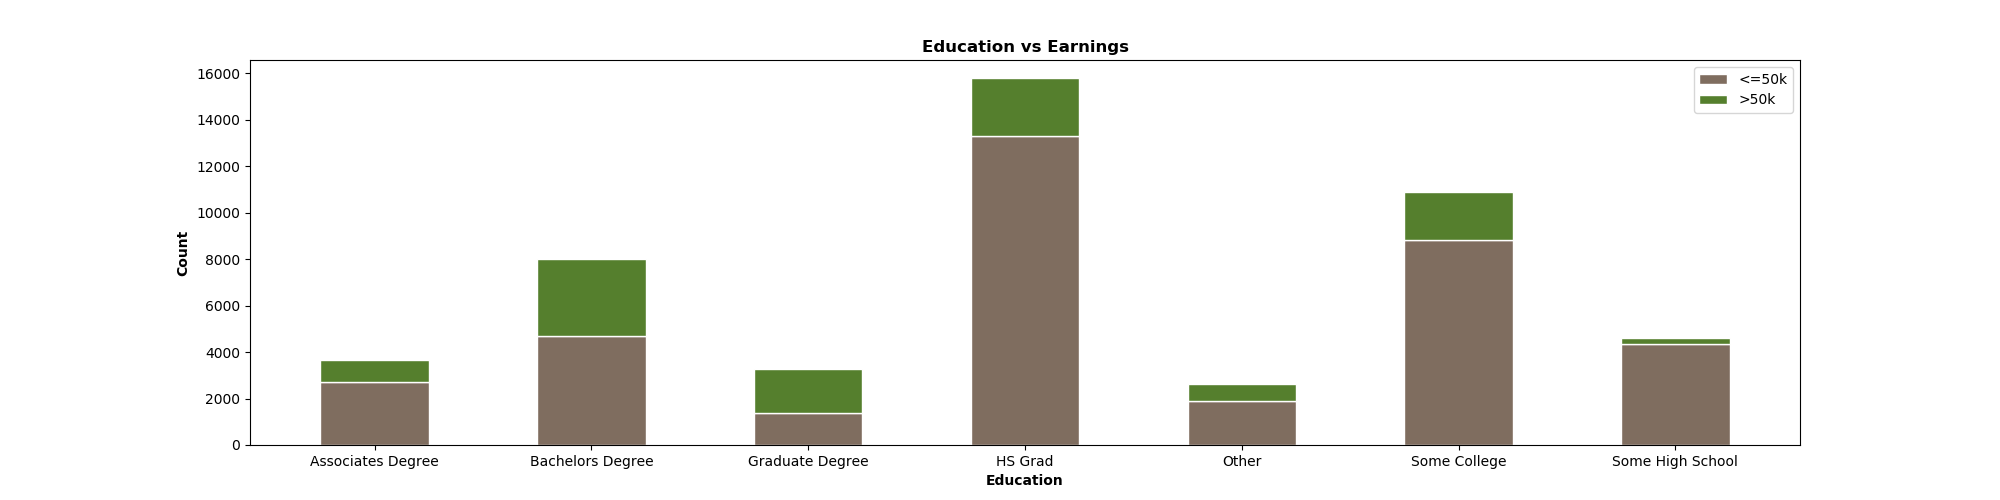 Education vs Earnings
16000
14000
12000
10000
8000
6000
4000
2000
0
Count
<=50k
>50k
Associates Degree
Bachelors Degree
Graduate Degree
HS Grad
Other
Some College
Some High School
Education